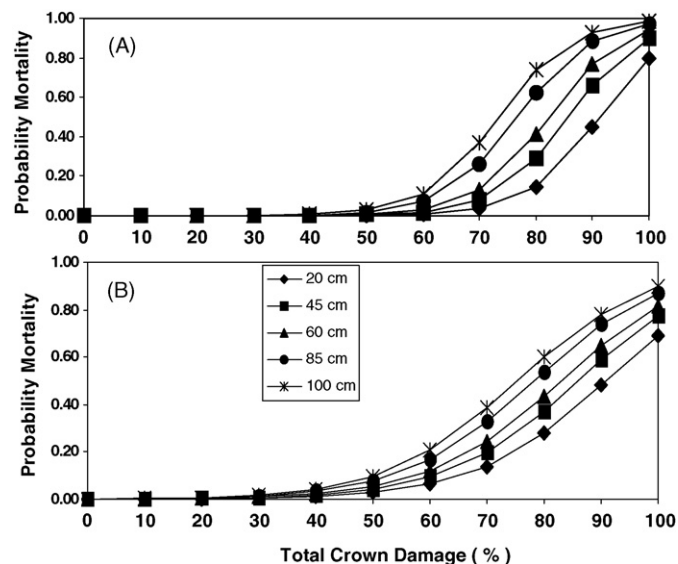 (A)
Probability Mortality
1.00
0.80
0.60
0.40
0.20
0.00
0 10 20 30 40 50 60 70 80 90 100
(B)
Probability Mortality
1.00
0.80
0.60
0.40
0.20
0.00
20 cm
45 cm
60 cm
85 cm
100 cm
0 10 20 30 40 50 60 70 80 90 100
Total Crown Damage ( % )